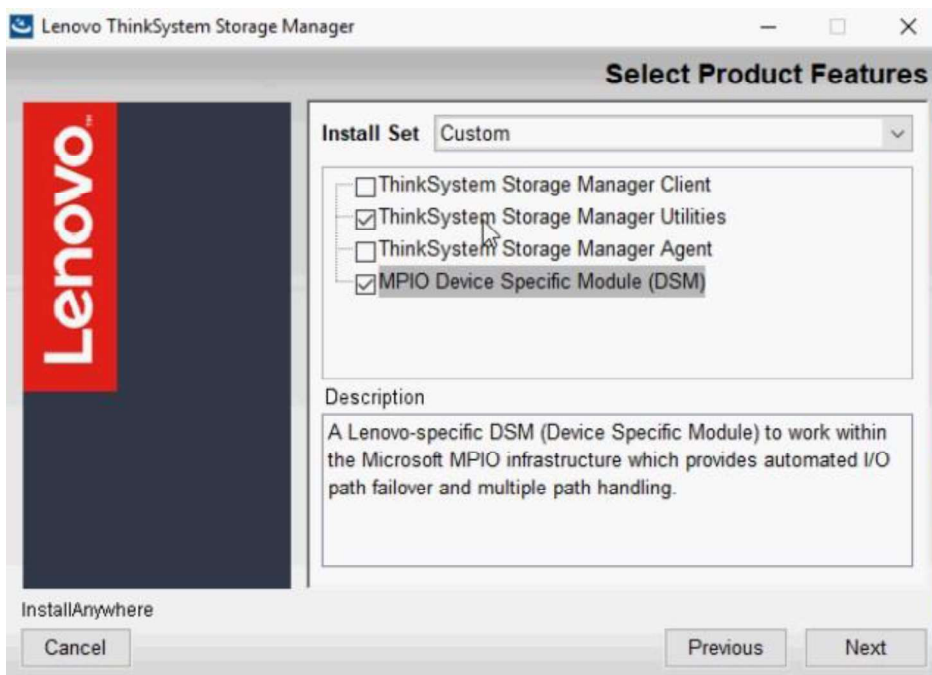 Lenovo ThinkSystem Storage Manager
Select Product Features
Lenovo™
Install Set Custom
ThinkSystem Storage Manager Client
ThinkSystem Storage Manager Utilities
ThinkSystem Storage Manager Agent
MPIO Device Specific Module (DSM)
Description
A Lenovo-specific DSM (Device Specific Module) to work within
the Microsoft MPIO infrastructure which provides automated I/O
path failover and multiple path handling.
InstallAnywhere
Cancel Previous Next